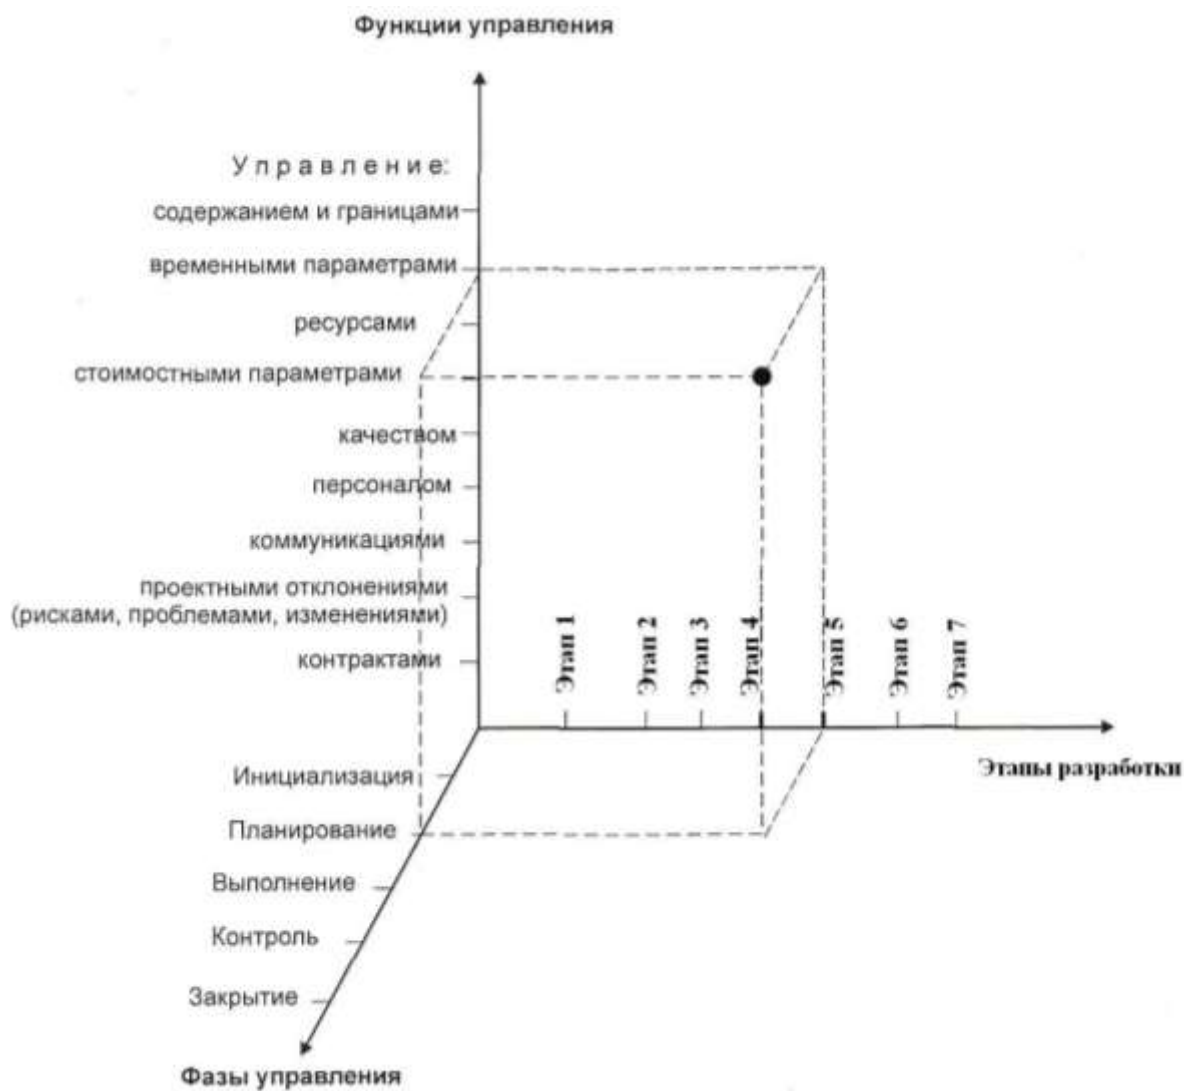 Функции управления
Управление:
содержанием и границами
временными параметрами
ресурсами
стоимостными параметрами
качеством
персоналом
коммуникациями
проектными отклонениями
(рисками, проблемами, изменениями)
контрактами
Этап 1
Этап 2
Этап 3
Этап 4
Этап 5
Этап 6
Этап 7
Этапы разработки
Инициализация
Планирование
Выполнение
Контроль
Закрытие
Фазы управления